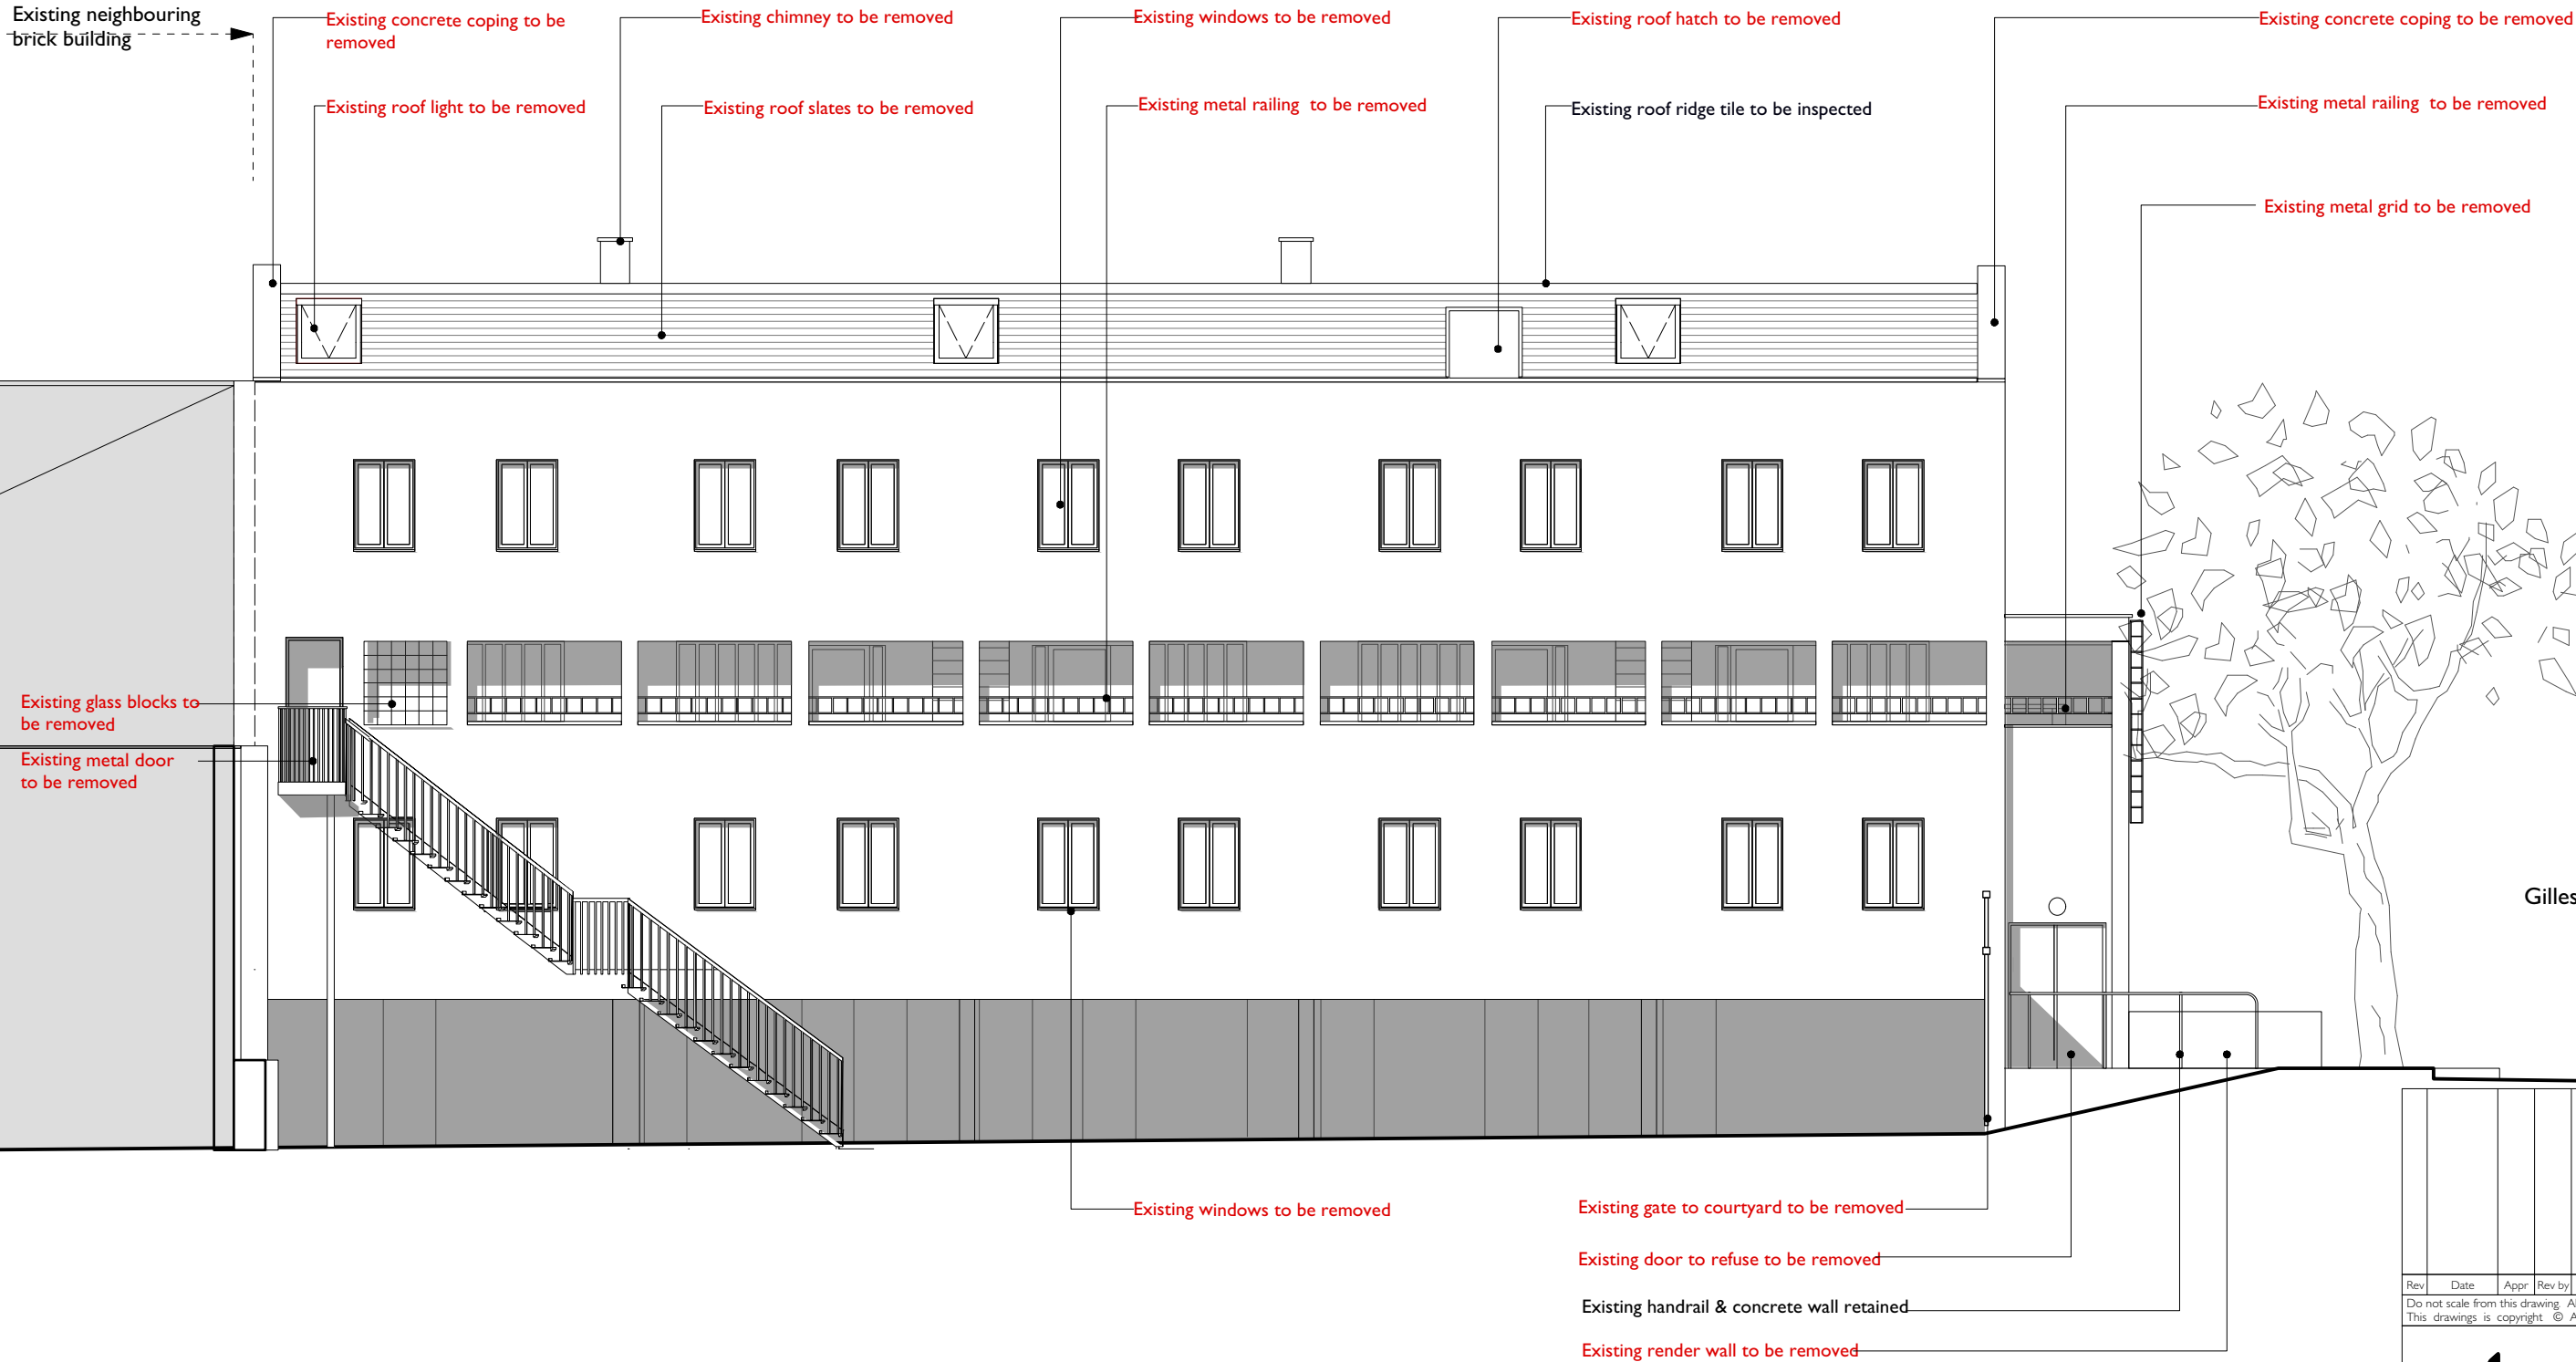 Existing neighbouring
brick building
Existing concrete coping to be
removed
Existing chimney to be removed
Existing windows to be removed
Existing roof hatch to be removed
Existing concrete coping to be removed
Existing roof light to be removed
Existing roof slates to be removed
Existing metal railing to be removed
Existing roof ridge tile to be inspected
Existing metal railing to be removed
Existing metal grid to be removed
Existing glass blocks to
be removed
Existing metal door
to be removed
Gilles
Existing windows to be removed
Existing gate to courtyard to be removed
Existing door to refuse to be removed
Existing handrail & concrete wall retained
Existing render wall to be removed
Rev Date Appr Rev by
Do not scale from this drawing. A
This drawings is copyright © A